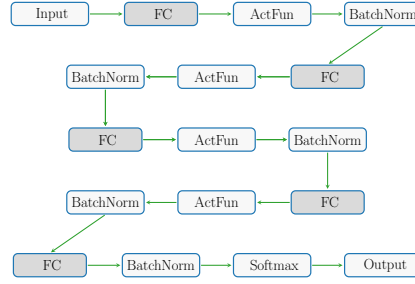 Input FC ActFun BatchNorm
BatchNorm ActFun FC
FC ActFun BatchNorm
BatchNorm ActFun FC
FC BatchNorm Softmax Output